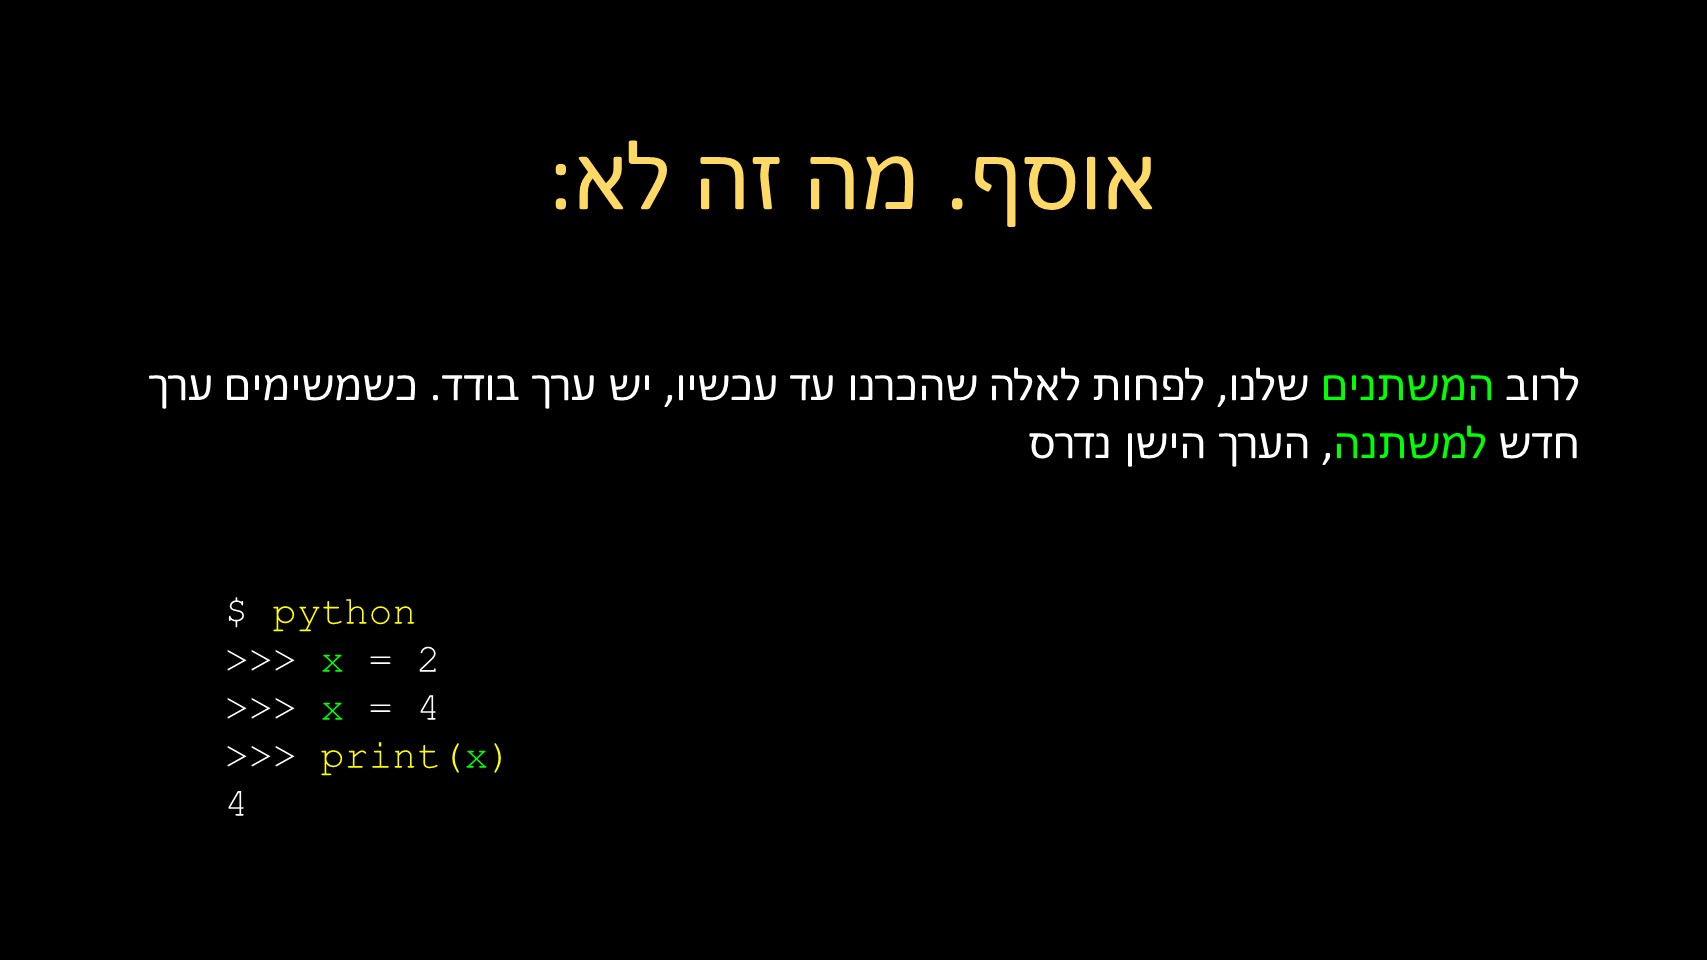 אוסף. מה זה לא:
לרוב המשתנים שלנו, לפחות לאלה שהכרנו עד עכשיו, יש ערך בודד. כשמשימים ערך
חדש למשתנה, הערך הישן נדרס
$ python
>>> x = 2
>>> x = 4
>>> print(x)
4